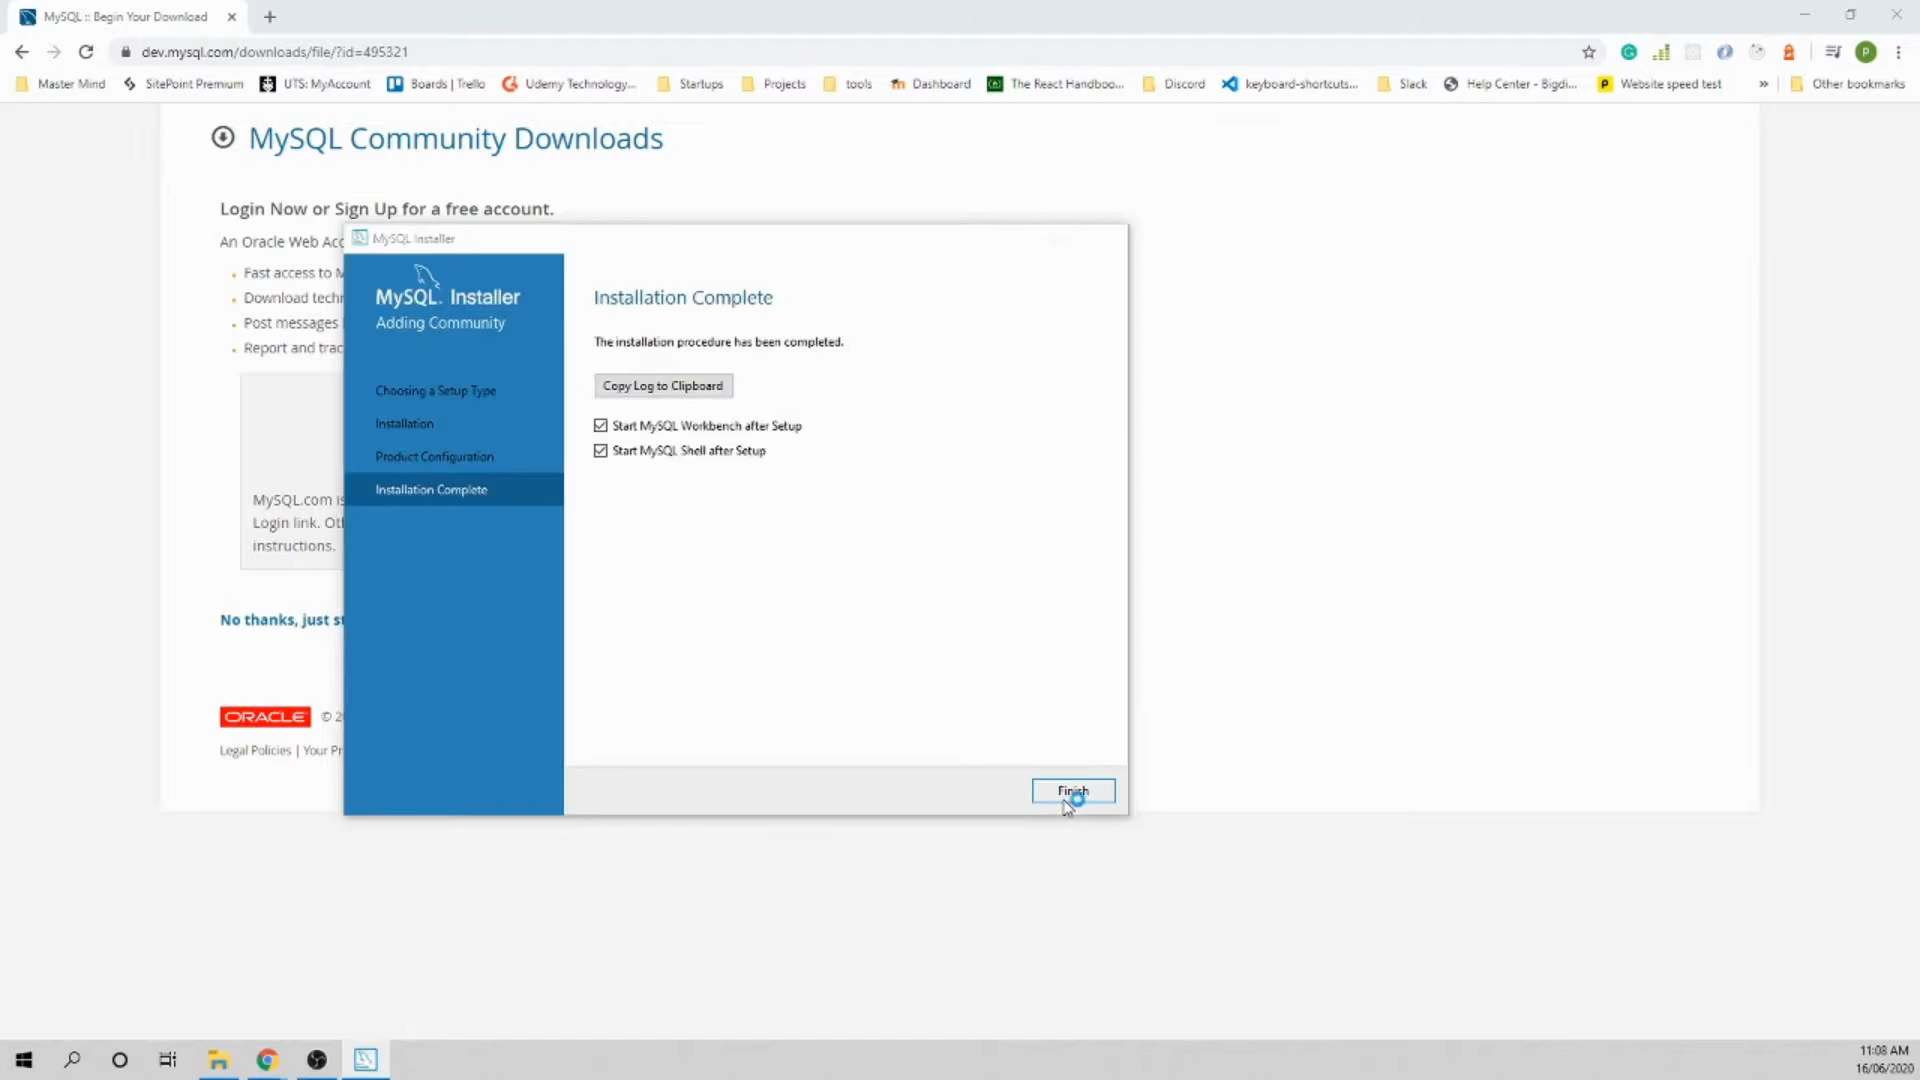 MySQL :: Begin Your Download
dev.mysql.com/downloads/file/?id=495321
P
Master Mind
SitePoint Premium
UTS: MyAccount
Boards | Trello
Udemy Technology...
Startups
Projects
tools
Dashboard
The React Handboo...
Discord
keyboard-shortcuts...
Slack
Help Center - Bigdi...
Website speed test
»
Other bookmarks
MySQL Community Downloads
Login Now or Sign Up for a free account.
An Oracle Web Acc
Fast access to M
Download techn
Post messages
Report and trac
MySQL.com is
Login link. Oth
instructions.
No thanks, just st
ORACLE © 2
Legal Policies | Your Pr
MySQL Installer
MySQL. Installer
Adding Community
Choosing a Setup Type
Installation
Product Configuration
Installation Complete
Installation Complete
The installation procedure has been completed.
Copy Log to Clipboard
Start MySQL Workbench after Setup
Start MySQL Shell after Setup
Finish
11:08 AM
16/06/2020